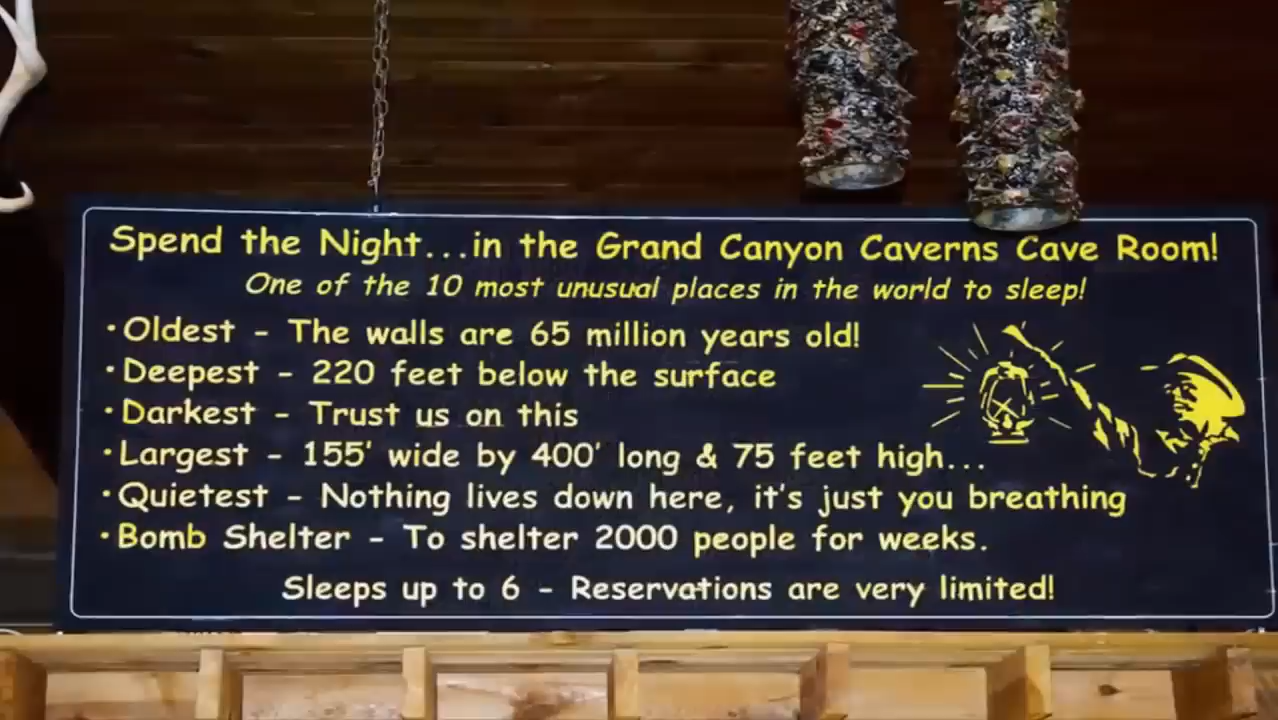 Spend the Night...in the Grand Canyon Caverns Cave Room!
One of the 10 most unusual places in the world to sleep!
• Oldest - The walls are 65 million years old!
• Deepest - 220 feet below the surface
• Darkest - Trust us on this
• Largest - 155' wide by 400' long & 75 feet high...
• Quietest - Nothing lives down here, it's just you breathing
• Bomb Shelter - To shelter 2000 people for weeks.
Sleeps up to 6 - Reservations are very limited!